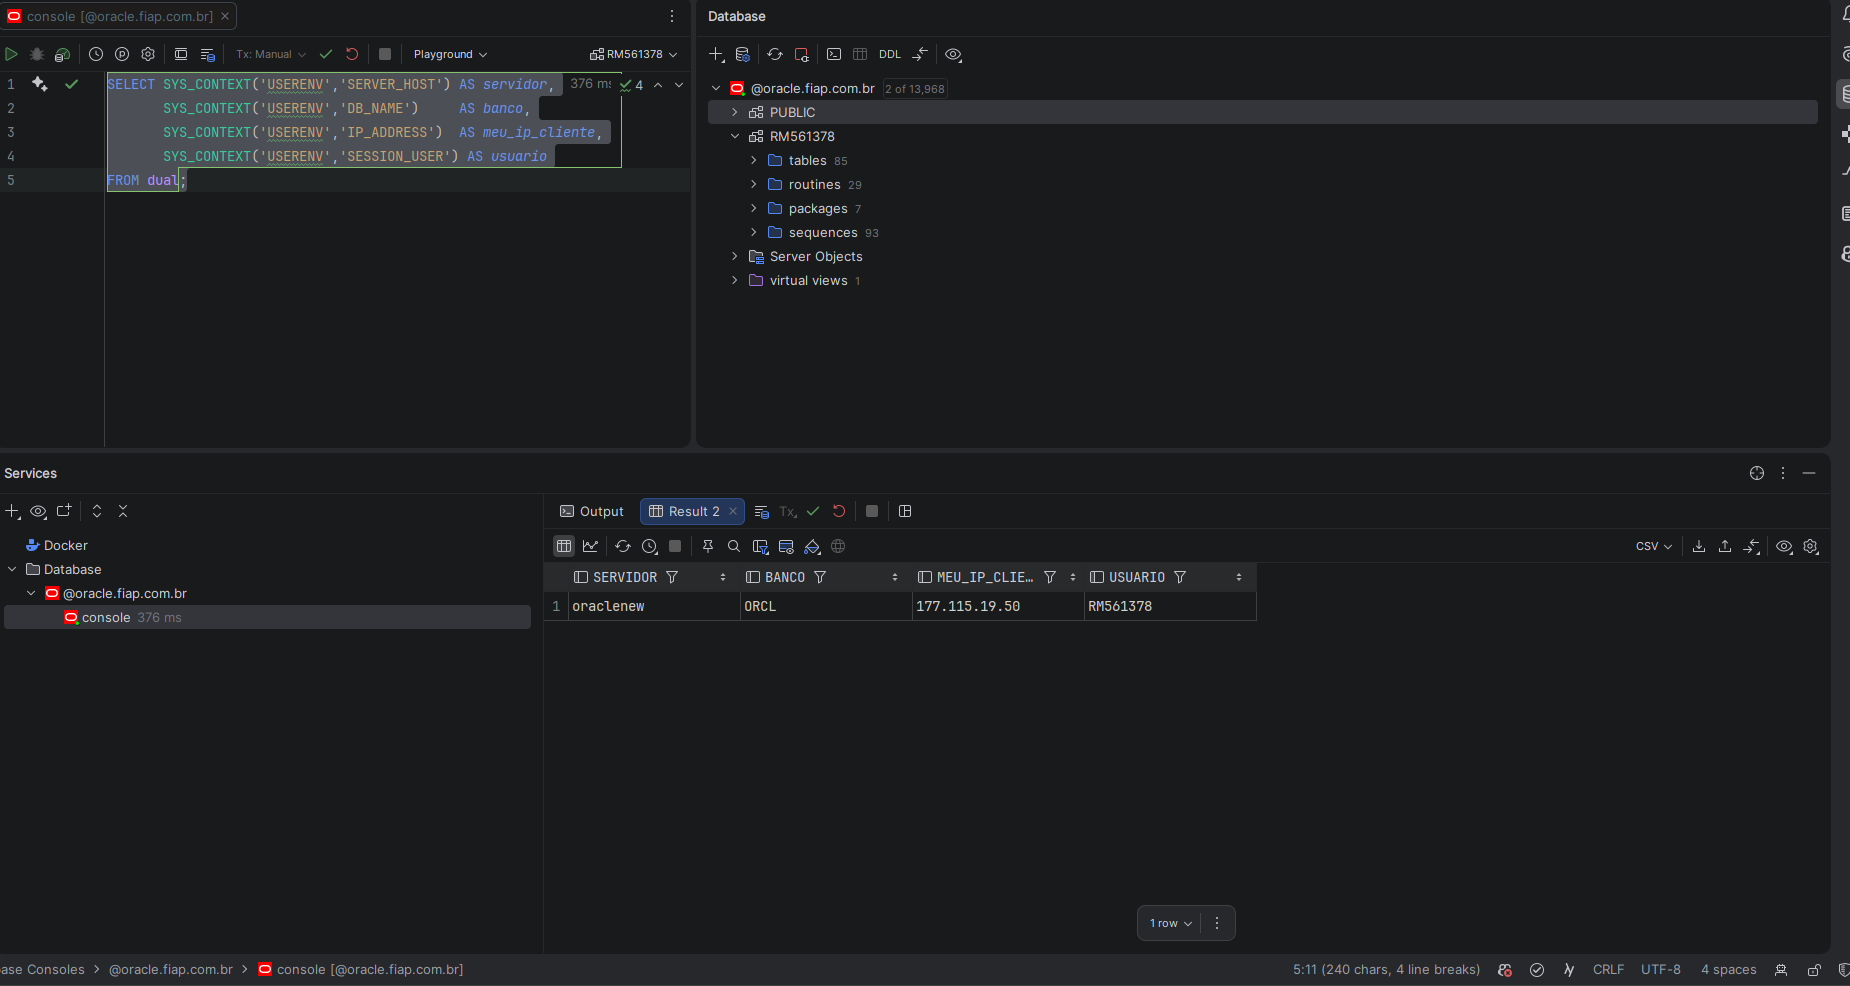 console [@oracle.fiap.com.br]
Tx: Manual
Playground
RM561378
1 SELECT SYS_CONTEXT('USERENV','SERVER_HOST') AS servidor, 376 ms 4
2 SYS_CONTEXT('USERENV','DB_NAME') AS banco,
3 SYS_CONTEXT('USERENV','IP_ADDRESS') AS meu_ip_cliente,
4 SYS_CONTEXT('USERENV','SESSION_USER') AS usuario
5 FROM dual;
Database
DDL
@oracle.fiap.com.br 2 of 13,968
PUBLIC
RM561378
tables 85
routines 29
packages 7
sequences 93
Server Objects
virtual views 1
Services
Docker
Database
@oracle.fiap.com.br
console 376 ms
Output
Result 2
Tx
CSV
SERVIDOR BANCO MEU_IP_CLIE... USUARIO
1 oraclenew ORCL 177.115.19.50 RM561378
1 row
ase Consoles > @oracle.fiap.com.br > console [@oracle.fiap.com.br]
5:11 (240 chars, 4 line breaks) CRLF UTF-8 4 spaces